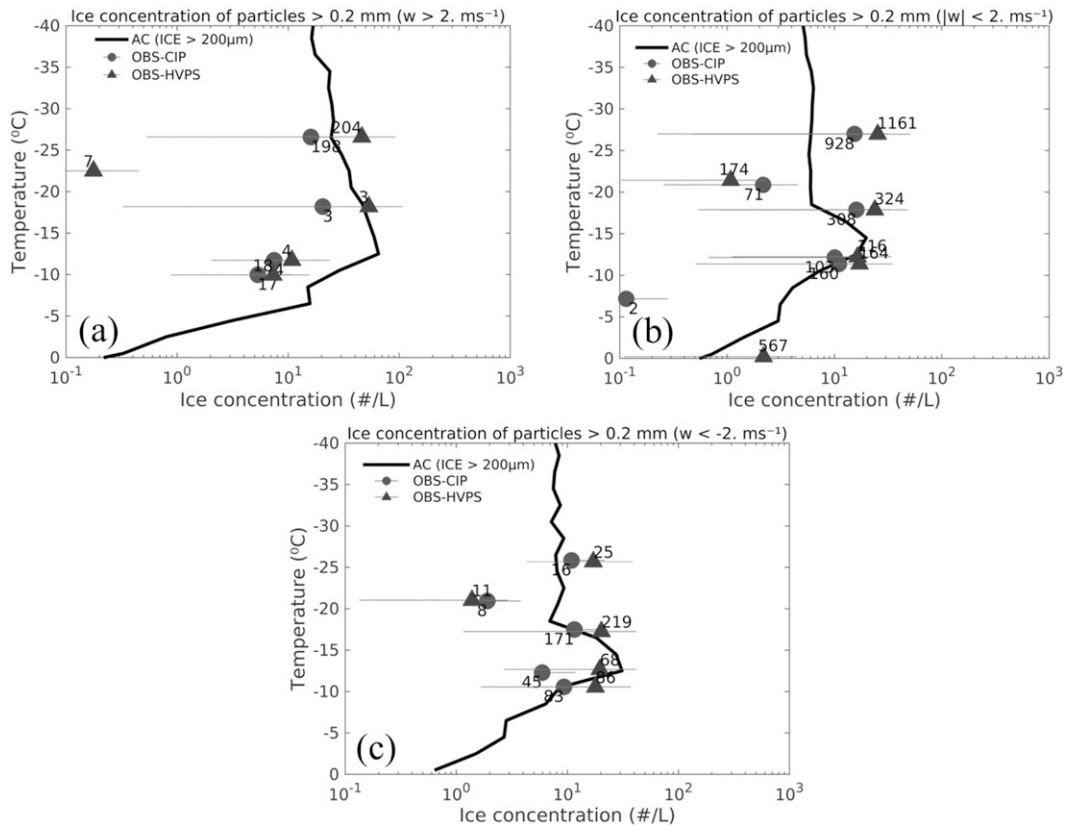 Ice concentration of particles > 0.2 mm (w > 2. ms⁻¹)
AC (ICE > 200μm)
OBS-CIP
OBS-HVPS
Temperature (⁰C)
-40
-35
-30
-25
-20
-15
-10
-5
0
204
198
7
3
3
4
18
17
(a)
10⁻¹ 10⁰ 10¹ 10² 10³
Ice concentration (#/L)
Ice concentration of particles > 0.2 mm (|w| < 2. ms⁻¹)
AC (ICE > 200μm)
OBS-CIP
OBS-HVPS
Temperature (⁰C)
-40
-35
-30
-25
-20
-15
-10
-5
0
1161
928
174
71
324
308
164
160
2
567
(b)
10⁻¹ 10⁰ 10¹ 10² 10³
Ice concentration (#/L)
Ice concentration of particles > 0.2 mm (w < -2. ms⁻¹)
AC (ICE > 200μm)
OBS-CIP
OBS-HVPS
Temperature (⁰C)
-40
-35
-30
-25
-20
-15
-10
-5
0
25
16
11
8
219
171
68
45
86
83
(c)
10⁻¹ 10⁰ 10¹ 10² 10³
Ice concentration (#/L)